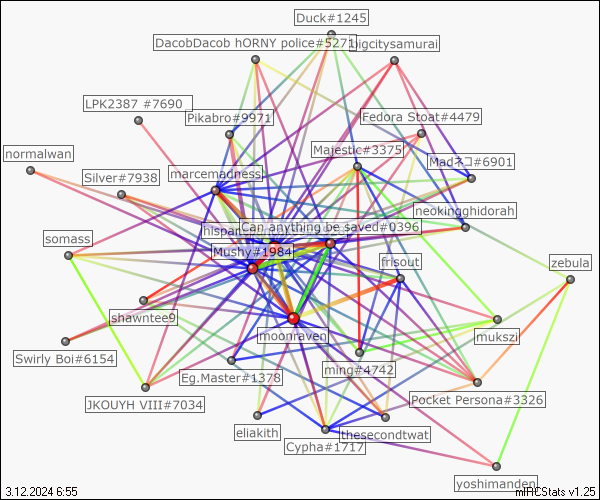 Duck#1245
DacobDacob hORNY police#5271
bigcitysamurai
LPK2387 #7690
Pikabro#9971
Fedora Stoat#4479
normalwan
Majestic#3375
Madネコ#6901
Silver#7938
marcemadness
neokingghidorah
hispan
Can anything be saved#0396
somass
Mushy#1984
frisout
zebula
shawntee9
moonraven
mukszil
Swirly Boi#6154
Eg.Master#1378
ming#4742
JKOUYH VIII#7034
Pocket Persona#3326
eliakith
Cypha#1717
thesecondtwat
yoshimanden
3.12.2024 6:55
mIRCStats v1.25